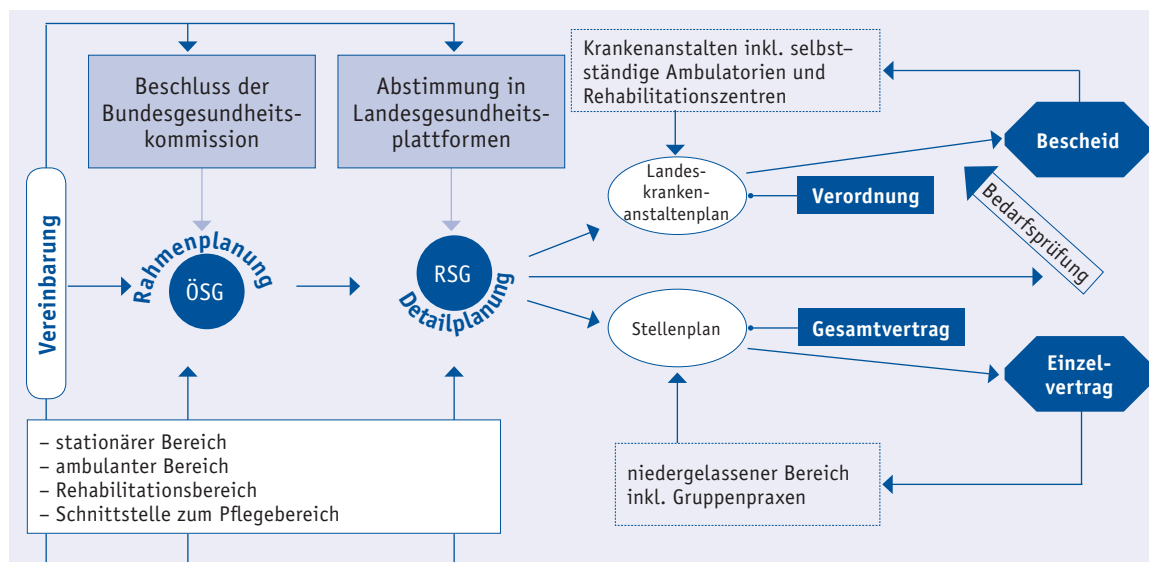 Beschluss der
Bundesgesundheits-
kommission
Abstimmung in
Landesgesundheits-
plattformen
Krankenanstalten inkl. selbst–
ständige Ambulatorien und
Rehabilitationszentren
Bescheid
Landes-
kranken-
anstaltenplan
Verordnung
Bedarfsprüfung
Vereinbarung
Rahmenplanung
ÖSG
RSG
Detailplanung
Stellenplan
Gesamtvertrag
Einzel-
vertrag
– stationärer Bereich
– ambulanter Bereich
– Rehabilitationsbereich
– Schnittstelle zum Pflegebereich
niedergelassener Bereich
inkl. Gruppenpraxen